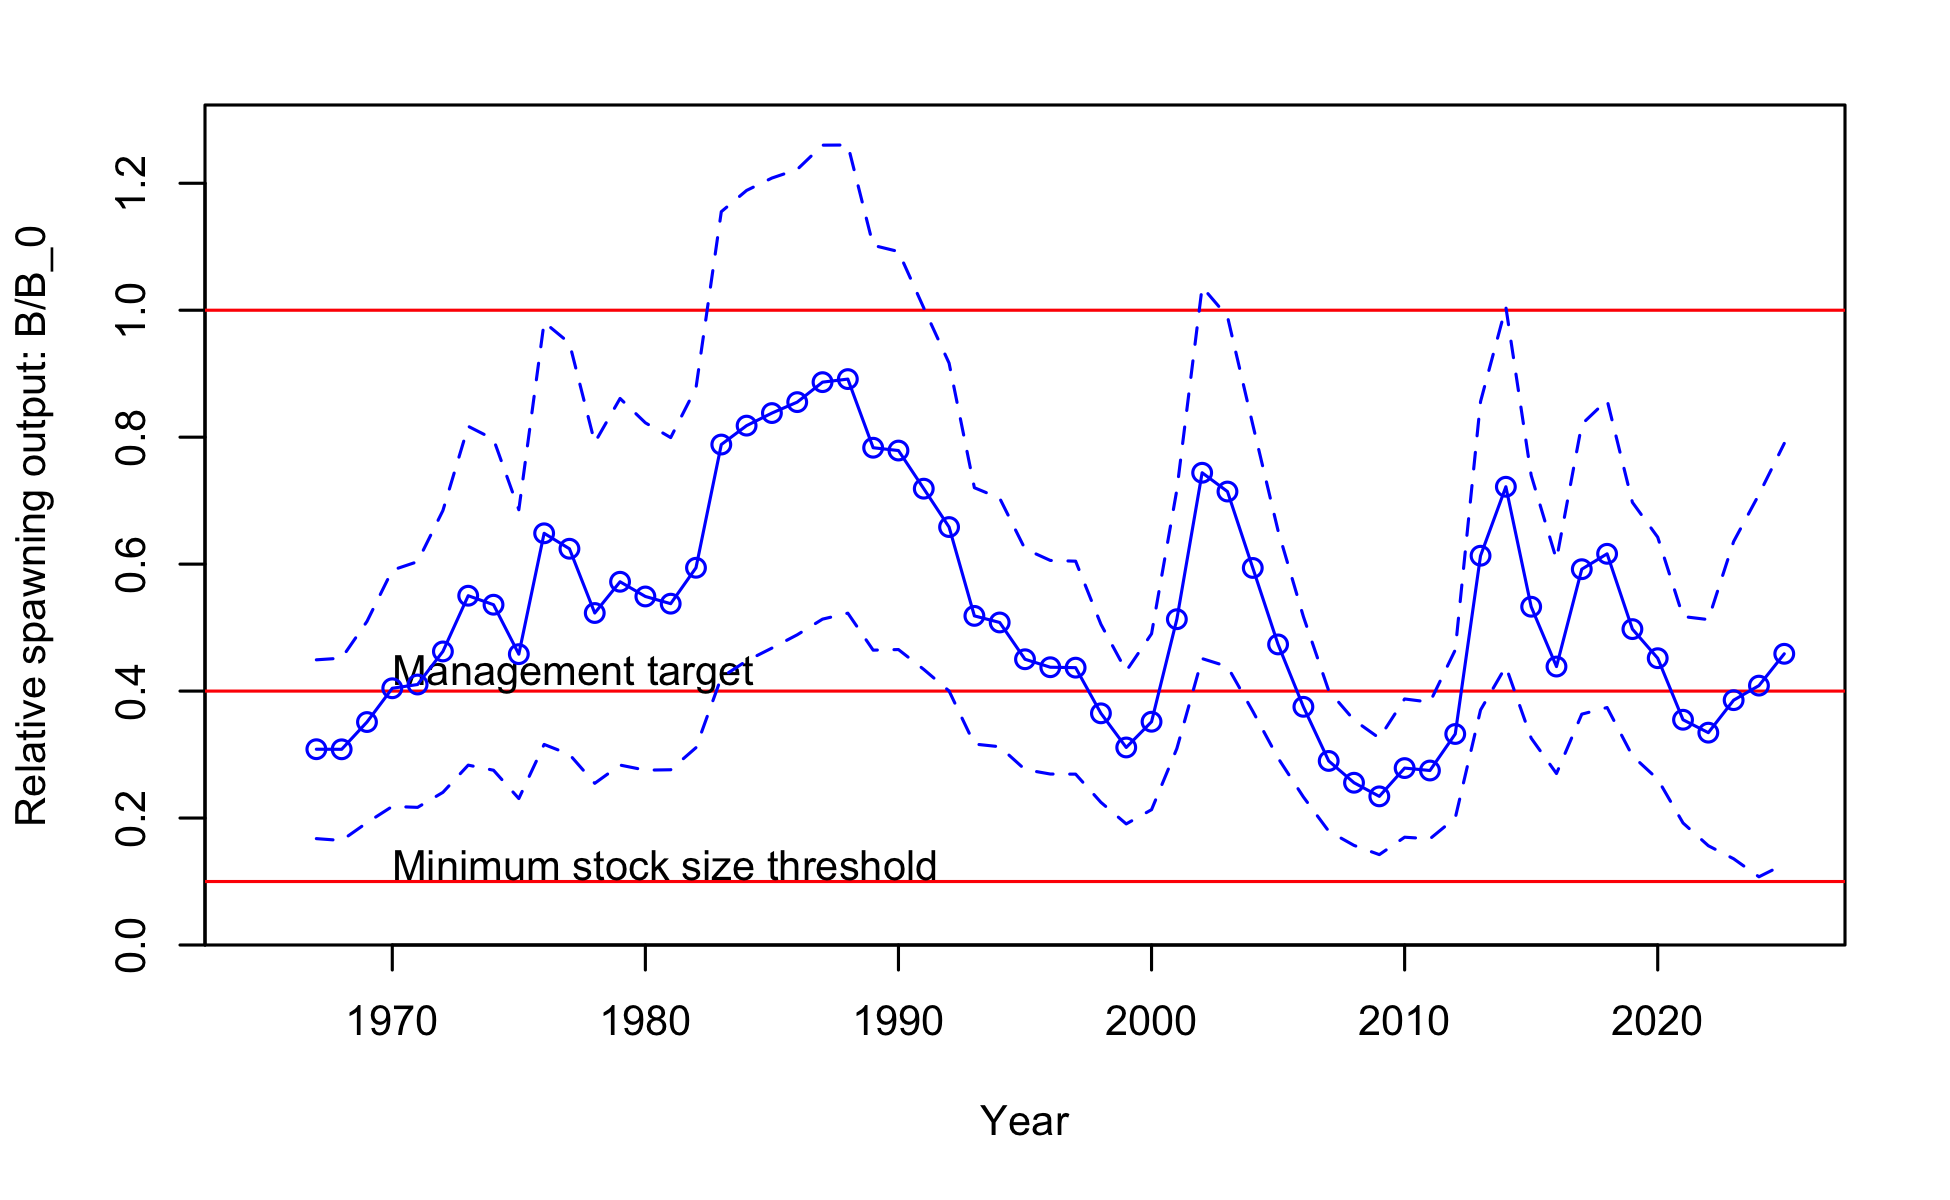 Relative spawning output: B/B_0
1.2
1.0
0.8
0.6
0.4
0.2
0.0
Management target
Minimum stock size threshold
1970 1980 1990 2000 2010 2020
Year